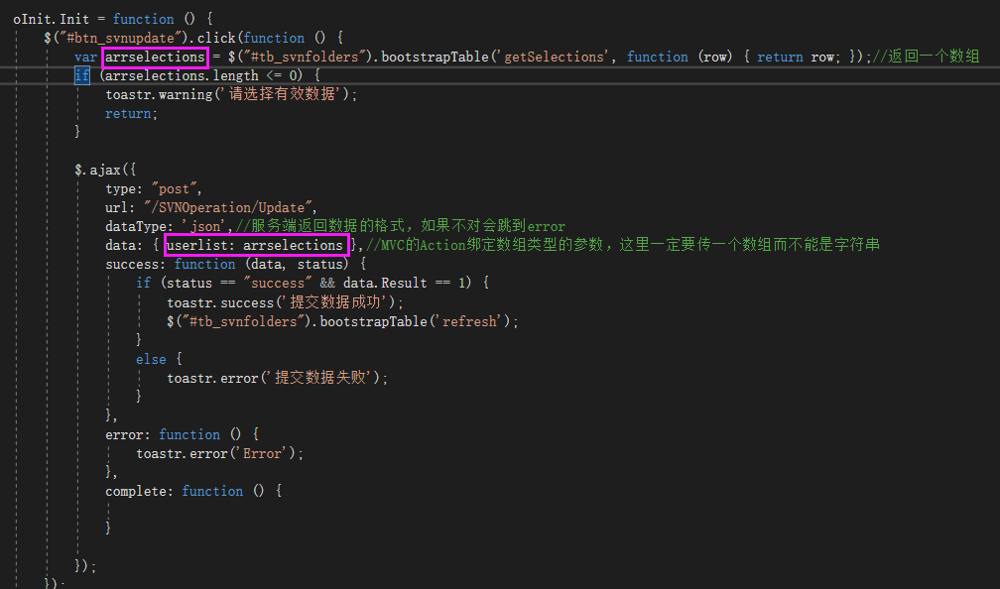 oInit.Init = function () {
$("#btn_svnupdate").click(function () {
var arrselections = $("#tb_svnfolders").bootstrapTable('getSelections', function (row) { return row; });//返回一个数组
if (arrselections.length <= 0) {
toastr.warning('请选择有效数据');
return;
}
$.ajax({
type: "post",
url: "/SVNOperation/Update",
dataType: 'json',//服务端返回数据的格式，如果不对会跳到error
data: { userlist: arrselections },//MVC的Action绑定数组类型的参数，这里一定要传一个数组而不能是字符串
success: function (data, status) {
if (status == "success" && data.Result == 1) {
toastr.success('提交数据成功');
$("#tb_svnfolders").bootstrapTable('refresh');
}
else {
toastr.error('提交数据失败');
}
},
error: function () {
toastr.error('Error');
},
complete: function () {
}
});
});